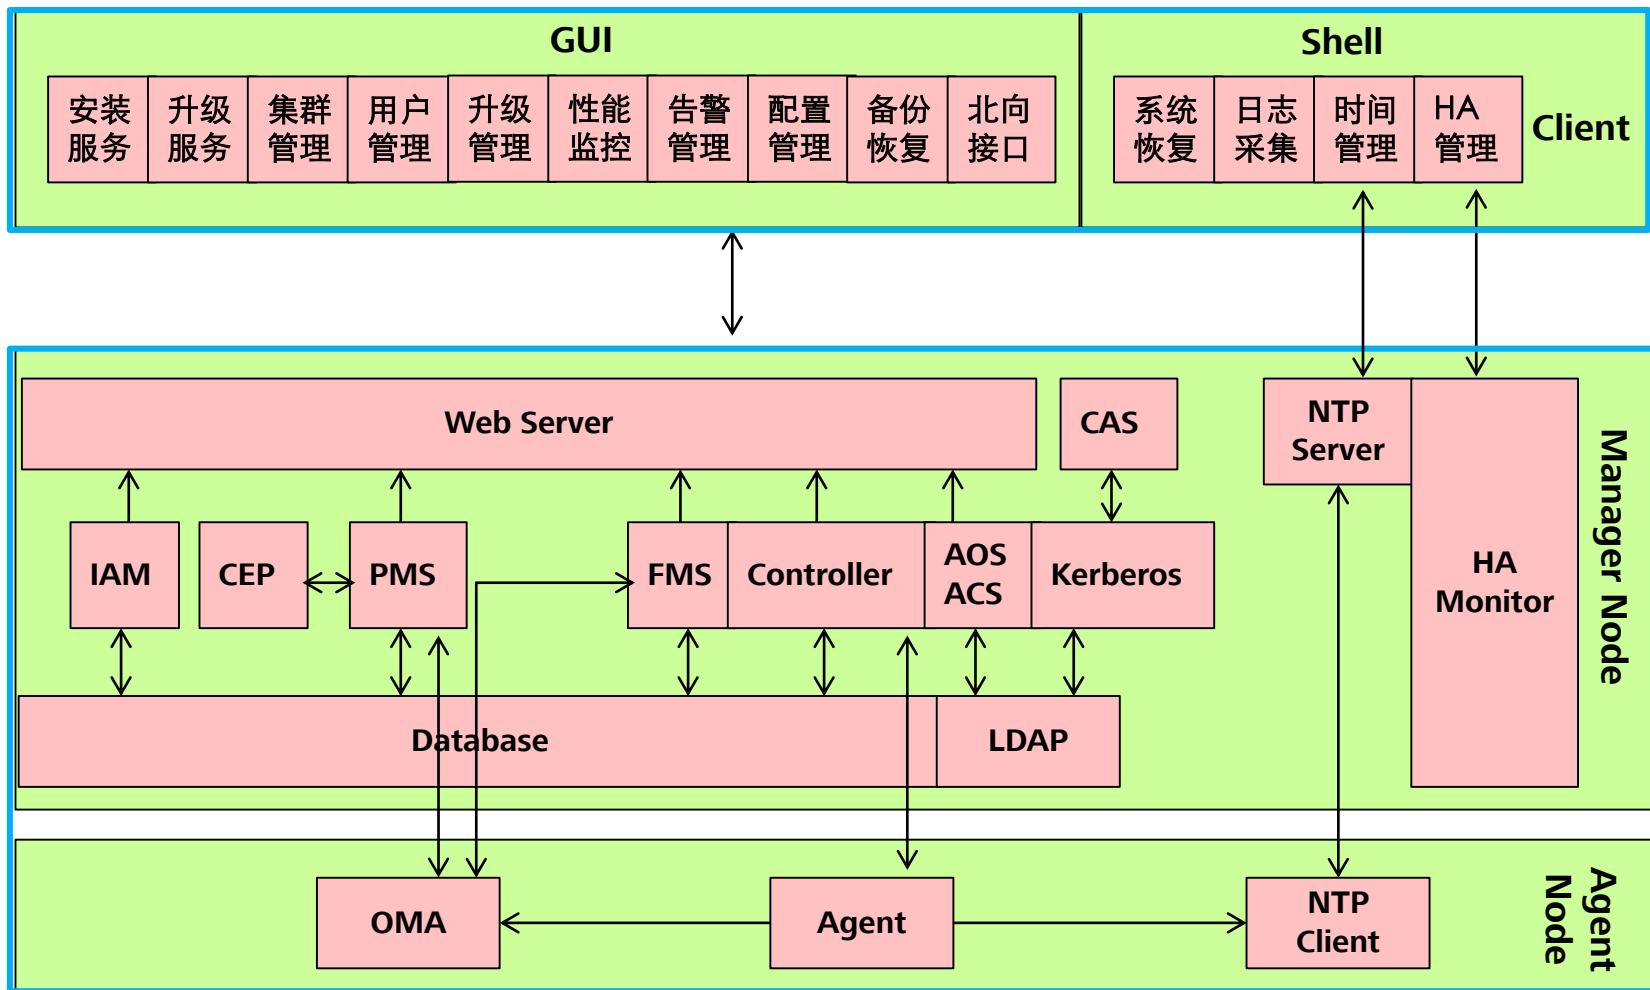 GUI
安装
服务
升级
服务
集群
管理
用户
管理
升级
管理
性能
监控
告警
管理
配置
管理
备份
恢复
北向
接口
Shell
系统
恢复
日志
采集
时间
管理
HA
管理
Client
Web Server
CAS
NTP
Server
IAM
CEP
PMS
FMS
Controller
AOS
ACS
Kerberos
HA
Monitor
Manager Node
Database
LDAP
OMA
Agent
NTP
Client
Agent
Node